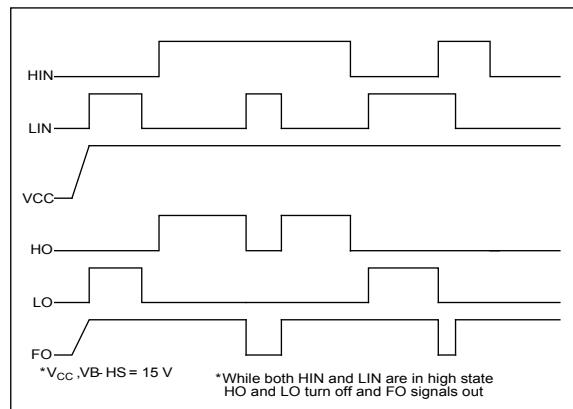 HIN
LIN
VCC
HO
LO
FO
*VCC ,VB- HS = 15 V
*While both HIN and LIN are in high state
HO and LO turn off and FO signals out